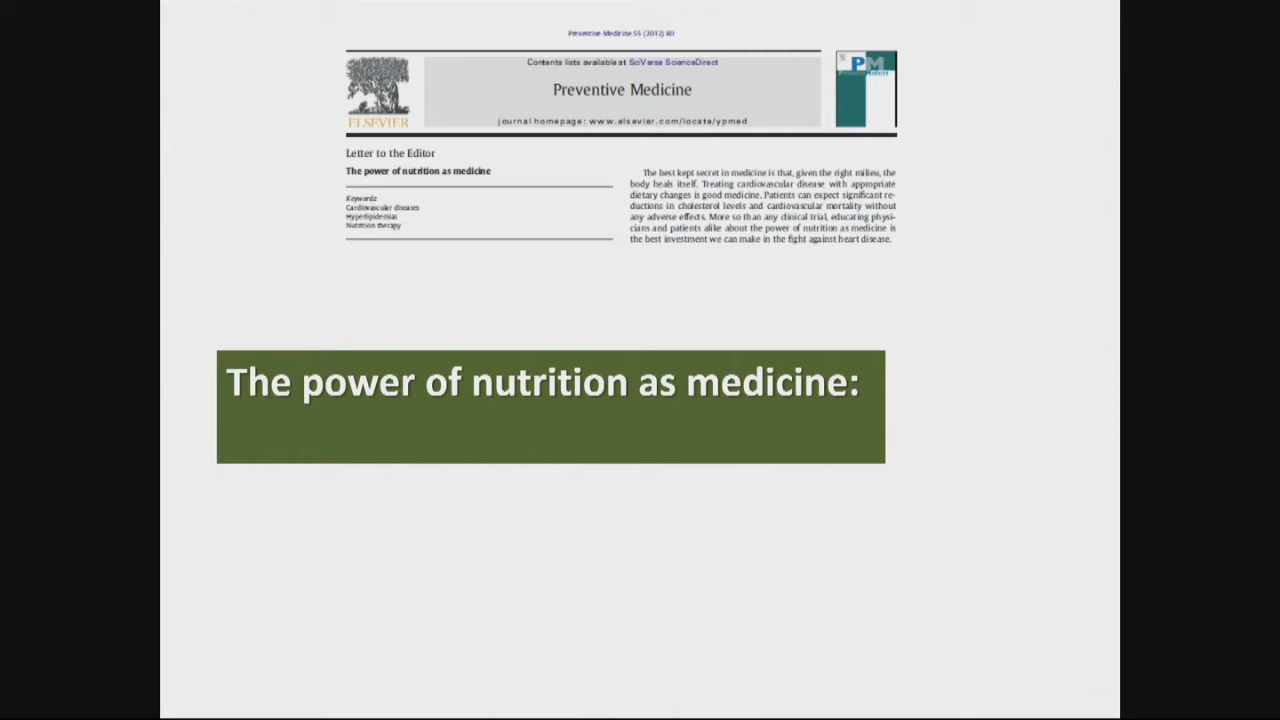 Preventive Medicine 55 (2012) 80
Contents lists available at SciVerse ScienceDirect
Preventive Medicine
journal homepage: www.elsevier.com/locate/ypmed
ELSEVIER
PM
Letter to the Editor
The power of nutrition as medicine
Keywords:
Cardiovascular diseases
Hyperlipidemias
Nutrition therapy
The best kept secret in medicine is that, given the right milieu, the
body heals itself. Treating cardiovascular disease with appropriate
dietary changes is good medicine. Patients can expect significant re-
ductions in cholesterol levels and cardiovascular mortality without
any adverse effects. More so than any clinical trial, educating physi-
cians and patients alike about the power of nutrition as medicine is
the best investment we can make in the fight against heart disease.
The power of nutrition as medicine: